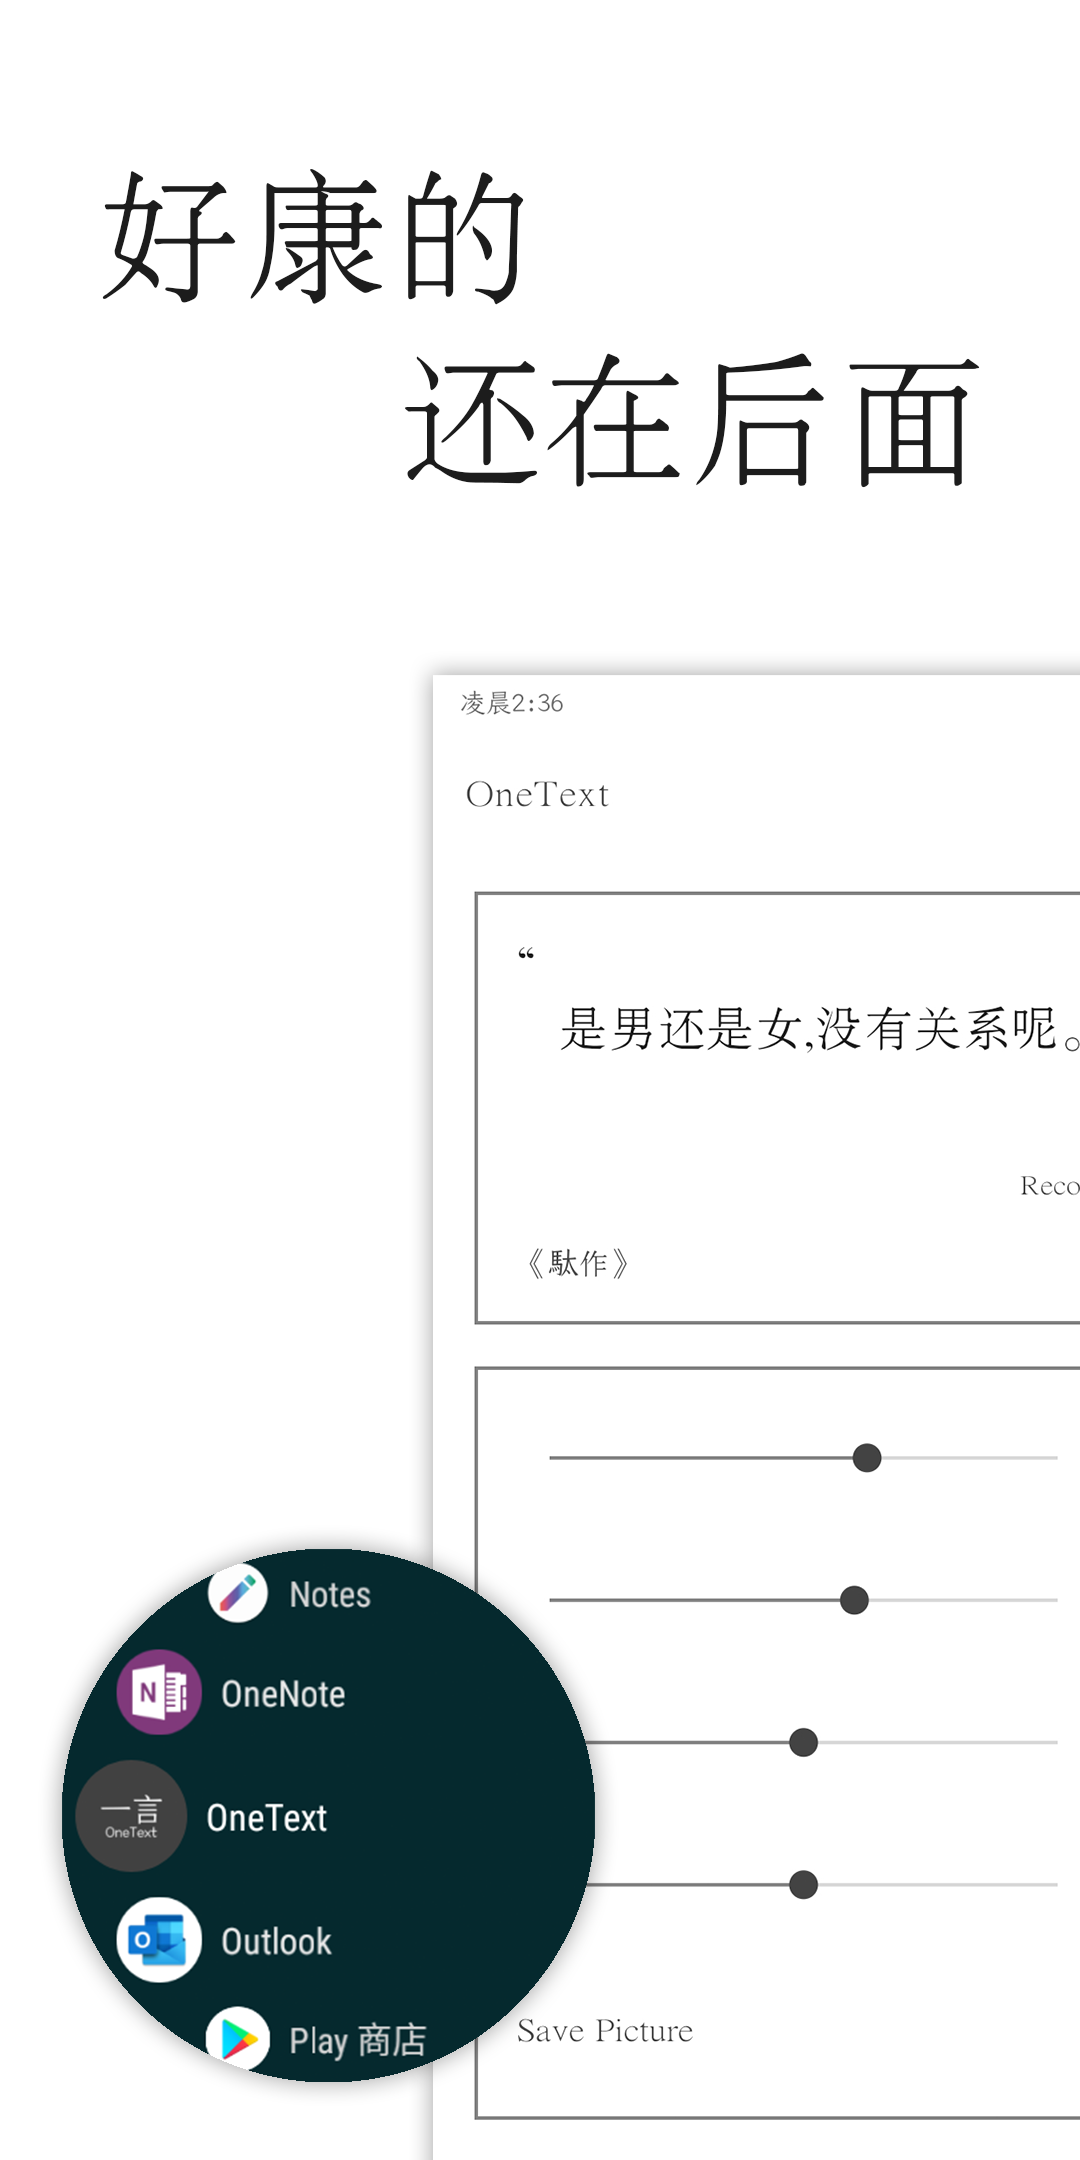 好康的
还在后面
凌晨2:36
OneText
“
是男还是女,没有关系呢。
Reco
《駄作》
Notes
OneNote
一言
OneText
OneText
Outlook
Play 商店
Save Picture